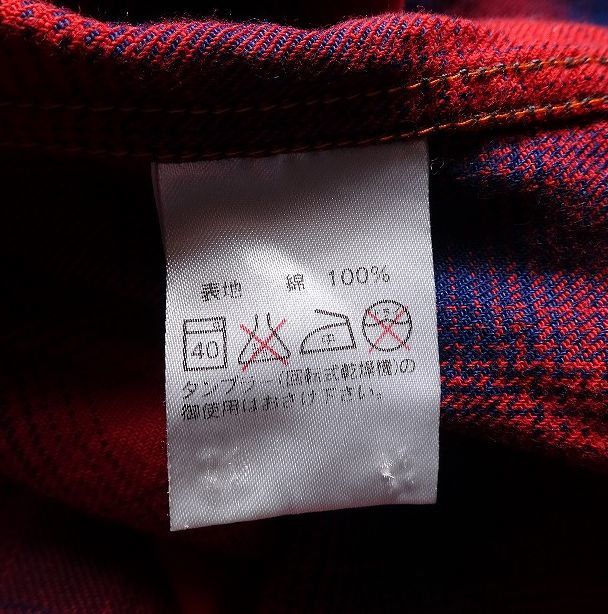 表地　綿　100%
40
タンブラー(回転式乾燥機)の
御使用はおさけ下さい。